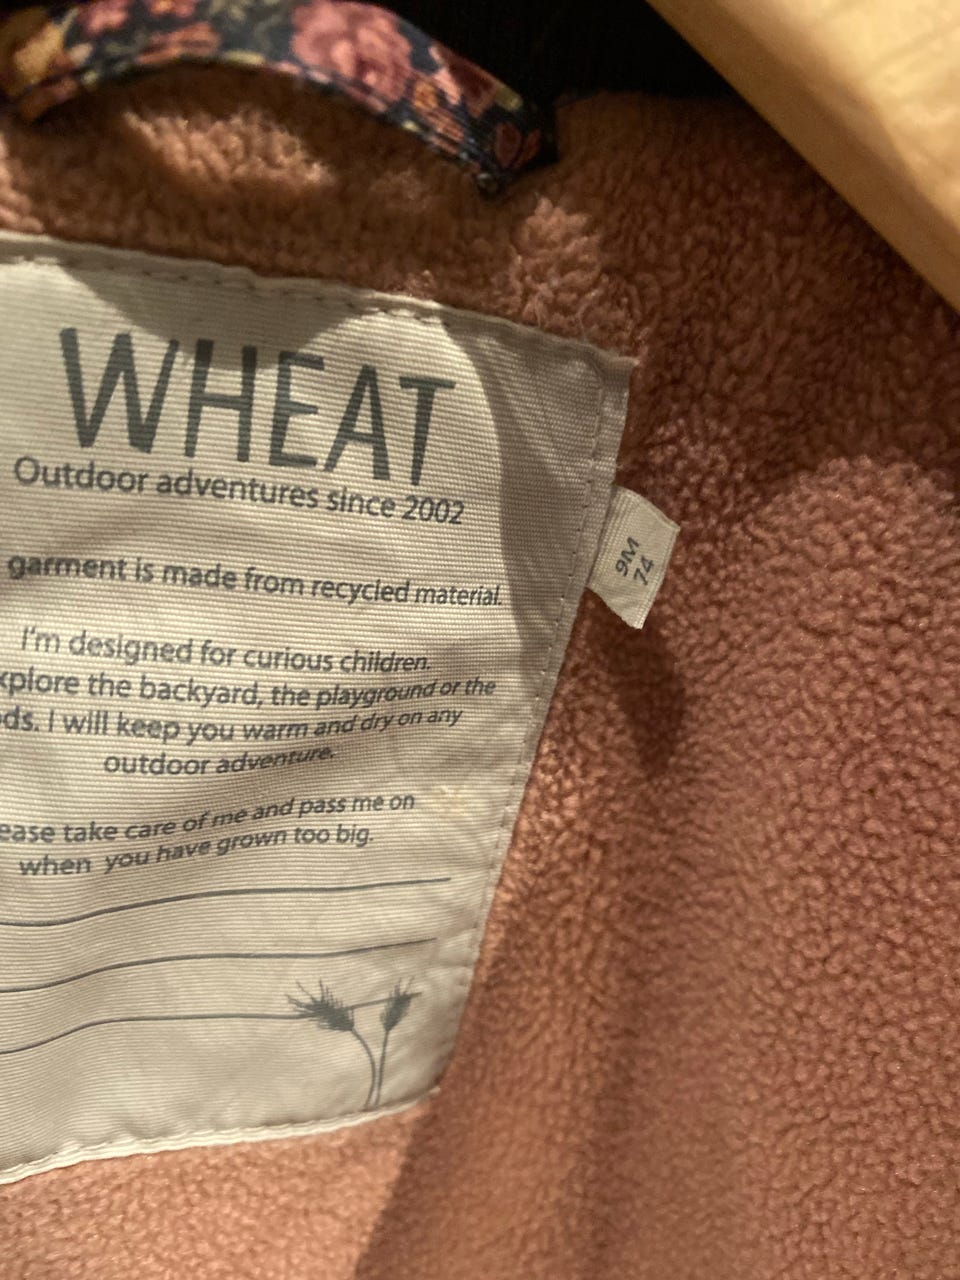 WHEAT
Outdoor adventures since 2002
garment is made from recycled material.
I'm designed for curious children.
xplore the backyard, the playground or the
ds. I will keep you warm and dry on any
outdoor adventure.
ease take care of me and pass me on
when you have grown too big.
9M
74